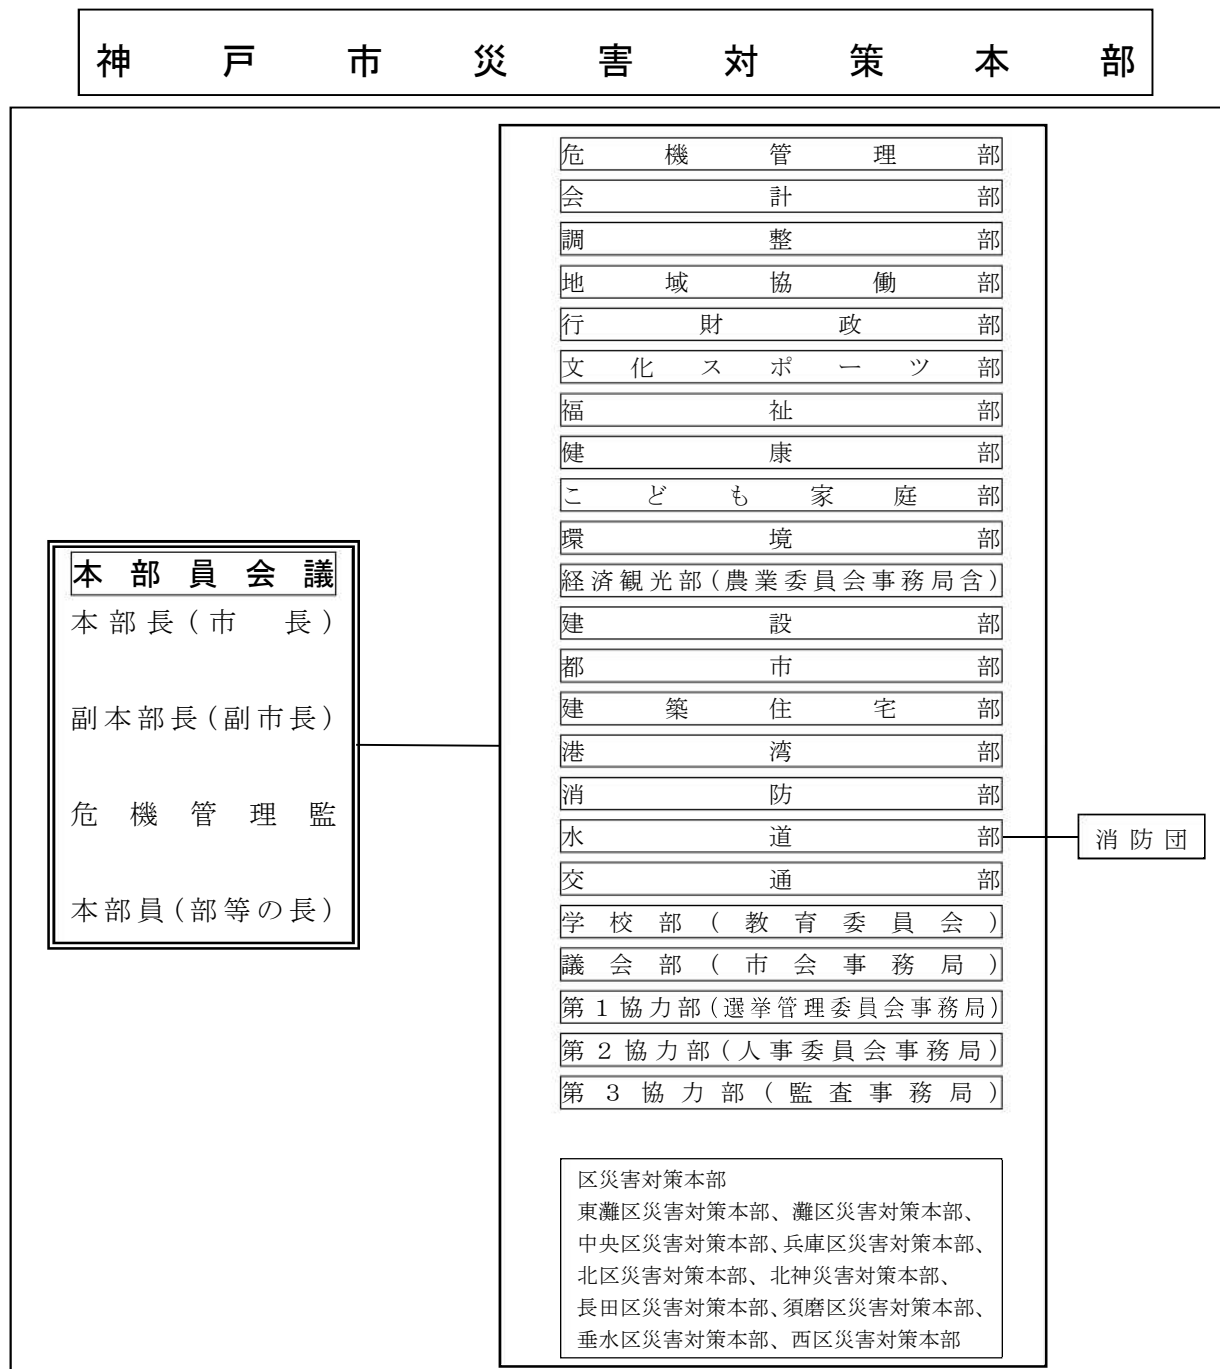 神戸市災害対策本部
危機管理部
会計部
調整部
地域協働部
行財政部
文化スポーツ部
福祉部
健康部
こども家庭部
環境部
経済観光部(農業委員会事務局含)
建設部
都市部
建築住宅部
港湾部
消防部
水道部
交通部
学校部(教育委員会)
議会部(市会事務局)
第1協力部(選挙管理委員会事務局)
第2協力部(人事委員会事務局)
第3協力部(監査事務局)
本部員会議
本部長(市 長)
副本部長(副市長)
危機管理監
本部員(部等の長)
消防団
区災害対策本部
東灘区災害対策本部、灘区災害対策本部、
中央区災害対策本部、兵庫区災害対策本部、
北区災害対策本部、北神災害対策本部、
長田区災害対策本部、須磨区災害対策本部、
垂水区災害対策本部、西区災害対策本部